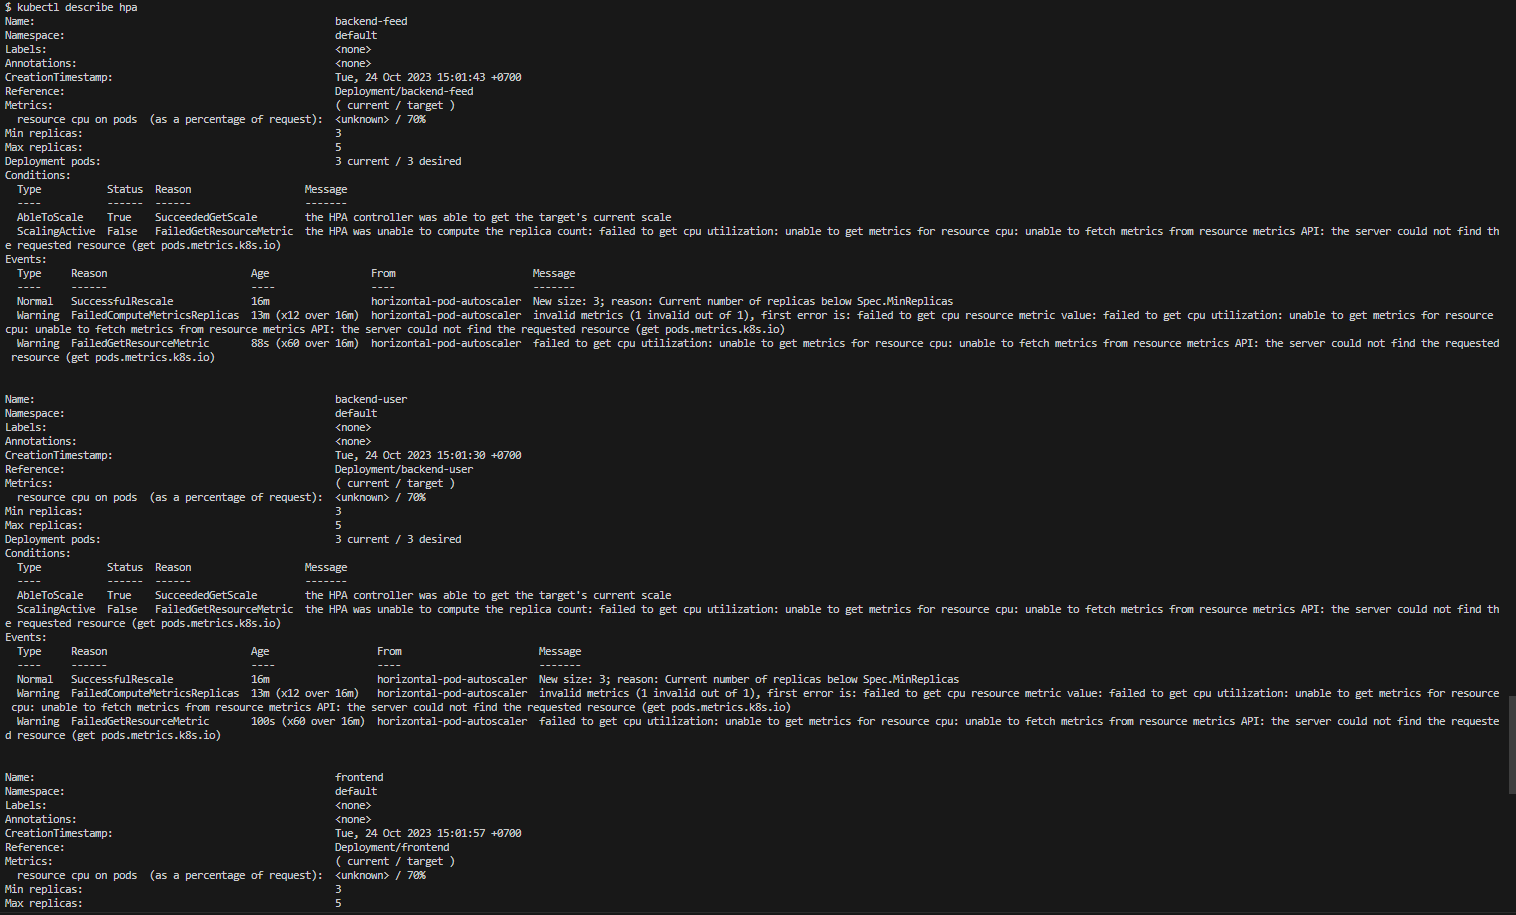 $ kubectl describe hpa
Name:                                                  backend-feed
Namespace:                                             default
Labels:                                                <none>
Annotations:                                           <none>
CreationTimestamp:                                     Tue, 24 Oct 2023 15:01:43 +0700
Reference:                                             Deployment/backend-feed
Metrics:                                               ( current / target )
  resource cpu on pods  (as a percentage of request):  <unknown> / 70%
Min replicas:                                          3
Max replicas:                                          5
Deployment pods:                                       3 current / 3 desired
Conditions:
  Type           Status  Reason                   Message
  ----           ------  ------                   -------
  AbleToScale    True    SucceededGetScale        the HPA controller was able to get the target's current scale
  ScalingActive  False   FailedGetResourceMetric  the HPA was unable to compute the replica count: failed to get cpu utilization: unable to get metrics for resource cpu: unable to fetch metrics from resource metrics API: the server could not find th
e requested resource (get pods.metrics.k8s.io)
Events:
  Type     Reason                        Age                 From                       Message
  ----     ------                        ----                ----                       -------
  Normal   SuccessfulRescale             16m                 horizontal-pod-autoscaler  New size: 3; reason: Current number of replicas below Spec.MinReplicas
  Warning  FailedComputeMetricsReplicas  13m (x12 over 16m)  horizontal-pod-autoscaler  invalid metrics (1 invalid out of 1), first error is: failed to get cpu resource metric value: failed to get cpu utilization: unable to get metrics for resource
cpu: unable to fetch metrics from resource metrics API: the server could not find the requested resource (get pods.metrics.k8s.io)
  Warning  FailedGetResourceMetric       88s (x60 over 16m)  horizontal-pod-autoscaler  failed to get cpu utilization: unable to get metrics for resource cpu: unable to fetch metrics from resource metrics API: the server could not find the requested
 resource (get pods.metrics.k8s.io)
Name:                                                  backend-user
Namespace:                                             default
Labels:                                                <none>
Annotations:                                           <none>
CreationTimestamp:                                     Tue, 24 Oct 2023 15:01:30 +0700
Reference:                                             Deployment/backend-user
Metrics:                                               ( current / target )
  resource cpu on pods  (as a percentage of request):  <unknown> / 70%
Min replicas:                                          3
Max replicas:                                          5
Deployment pods:                                       3 current / 3 desired
Conditions:
  Type           Status  Reason                   Message
  ----           ------  ------                   -------
  AbleToScale    True    SucceededGetScale        the HPA controller was able to get the target's current scale
  ScalingActive  False   FailedGetResourceMetric  the HPA was unable to compute the replica count: failed to get cpu utilization: unable to get metrics for resource cpu: unable to fetch metrics from resource metrics API: the server could not find th
e requested resource (get pods.metrics.k8s.io)
Events:
  Type     Reason                        Age                  From                       Message
  ----     ------                        ----                 ----                       -------
  Normal   SuccessfulRescale             16m                  horizontal-pod-autoscaler  New size: 3; reason: Current number of replicas below Spec.MinReplicas
  Warning  FailedComputeMetricsReplicas  13m (x12 over 16m)   horizontal-pod-autoscaler  invalid metrics (1 invalid out of 1), first error is: failed to get cpu resource metric value: failed to get cpu utilization: unable to get metrics for resource
 cpu: unable to fetch metrics from resource metrics API: the server could not find the requested resource (get pods.metrics.k8s.io)
  Warning  FailedGetResourceMetric       100s (x60 over 16m)  horizontal-pod-autoscaler  failed to get cpu utilization: unable to get metrics for resource cpu: unable to fetch metrics from resource metrics API: the server could not find the requeste
d resource (get pods.metrics.k8s.io)
Name:                                                  frontend
Namespace:                                             default
Labels:                                                <none>
Annotations:                                           <none>
CreationTimestamp:                                     Tue, 24 Oct 2023 15:01:57 +0700
Reference:                                             Deployment/frontend
Metrics:                                               ( current / target )
  resource cpu on pods  (as a percentage of request):  <unknown> / 70%
Min replicas:                                          3
Max replicas:                                          5